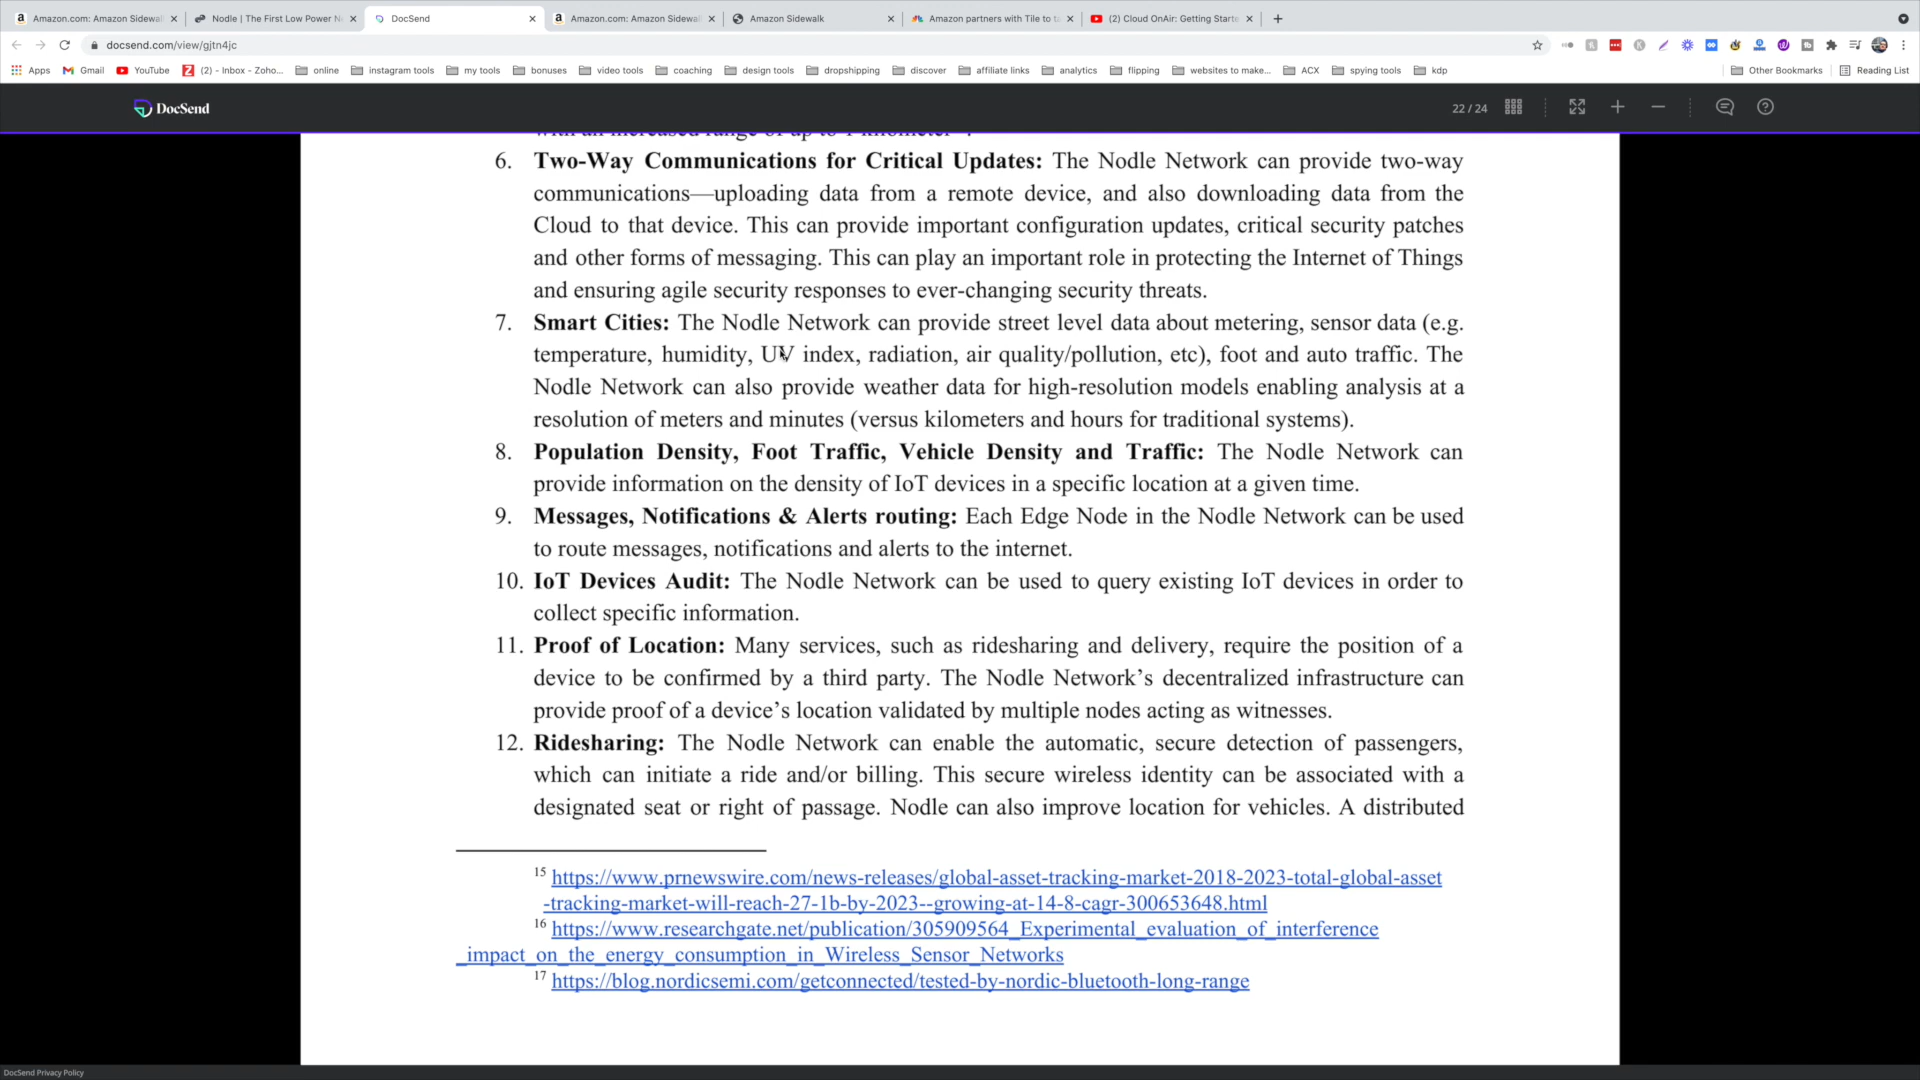 Amazon.com: Amazon Sidewal
Nodle | The First Low Power N
DocSend
Amazon.com: Amazon Sidewal
Amazon Sidewalk
Amazon partners with Tile to ta
(2) Cloud OnAir: Getting Starte
docsend.com/view/gjtn4jc
Apps
Gmail
YouTube
(2) - Inbox - Zoho...
online
instagram tools
my tools
bonuses
video tools
coaching
design tools
dropshipping
discover
affiliate links
analytics
flipping
websites to make...
ACX
spying tools
kdp
Other Bookmarks
Reading List
DocSend
22 / 24
with an increased range of up to 1 kilometer
6. Two-Way Communications for Critical Updates: The Nodle Network can provide two-way
communications—uploading data from a remote device, and also downloading data from the
Cloud to that device. This can provide important configuration updates, critical security patches
and other forms of messaging. This can play an important role in protecting the Internet of Things
and ensuring agile security responses to ever-changing security threats.
7. Smart Cities: The Nodle Network can provide street level data about metering, sensor data (e.g.
temperature, humidity, UV index, radiation, air quality/pollution, etc), foot and auto traffic. The
Nodle Network can also provide weather data for high-resolution models enabling analysis at a
resolution of meters and minutes (versus kilometers and hours for traditional systems).
8. Population Density, Foot Traffic, Vehicle Density and Traffic: The Nodle Network can
provide information on the density of IoT devices in a specific location at a given time.
9. Messages, Notifications & Alerts routing: Each Edge Node in the Nodle Network can be used
to route messages, notifications and alerts to the internet.
10. IoT Devices Audit: The Nodle Network can be used to query existing IoT devices in order to
collect specific information.
11. Proof of Location: Many services, such as ridesharing and delivery, require the position of a
device to be confirmed by a third party. The Nodle Network's decentralized infrastructure can
provide proof of a device's location validated by multiple nodes acting as witnesses.
12. Ridesharing: The Nodle Network can enable the automatic, secure detection of passengers,
which can initiate a ride and/or billing. This secure wireless identity can be associated with a
designated seat or right of passage. Nodle can also improve location for vehicles. A distributed
15 https://www.prnewswire.com/news-releases/global-asset-tracking-market-2018-2023-total-global-asset
-tracking-market-will-reach-27-1b-by-2023--growing-at-14-8-cagr-300653648.html
16 https://www.researchgate.net/publication/305909564_Experimental_evaluation_of_interference
_impact_on_the_energy_consumption_in_Wireless_Sensor_Networks
17 https://blog.nordicsemi.com/getconnected/tested-by-nordic-bluetooth-long-range
DocSend Privacy Policy